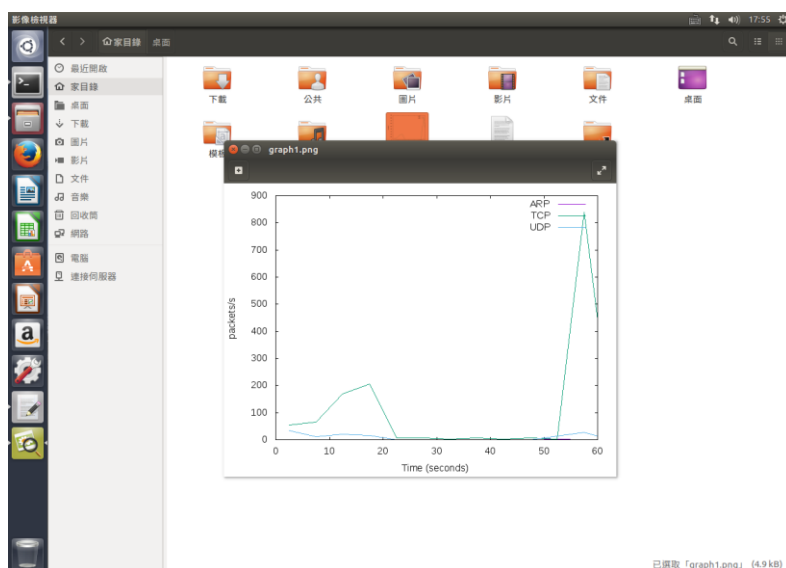 影像檢視器
17:55
家目錄 桌面
最近開啟
家目錄
桌面
下載
圖片
影片
文件
音樂
回收筒
網路
電腦
連接伺服器
下載 公共 圖片 影片 文件 桌面
graph1.png
900
800
700
600
500
400
300
200
100
0
packets/s
ARP
TCP
UDP
0 10 20 30 40 50 60
Time (seconds)
已選取「graph1.png」 (4.9 kB)